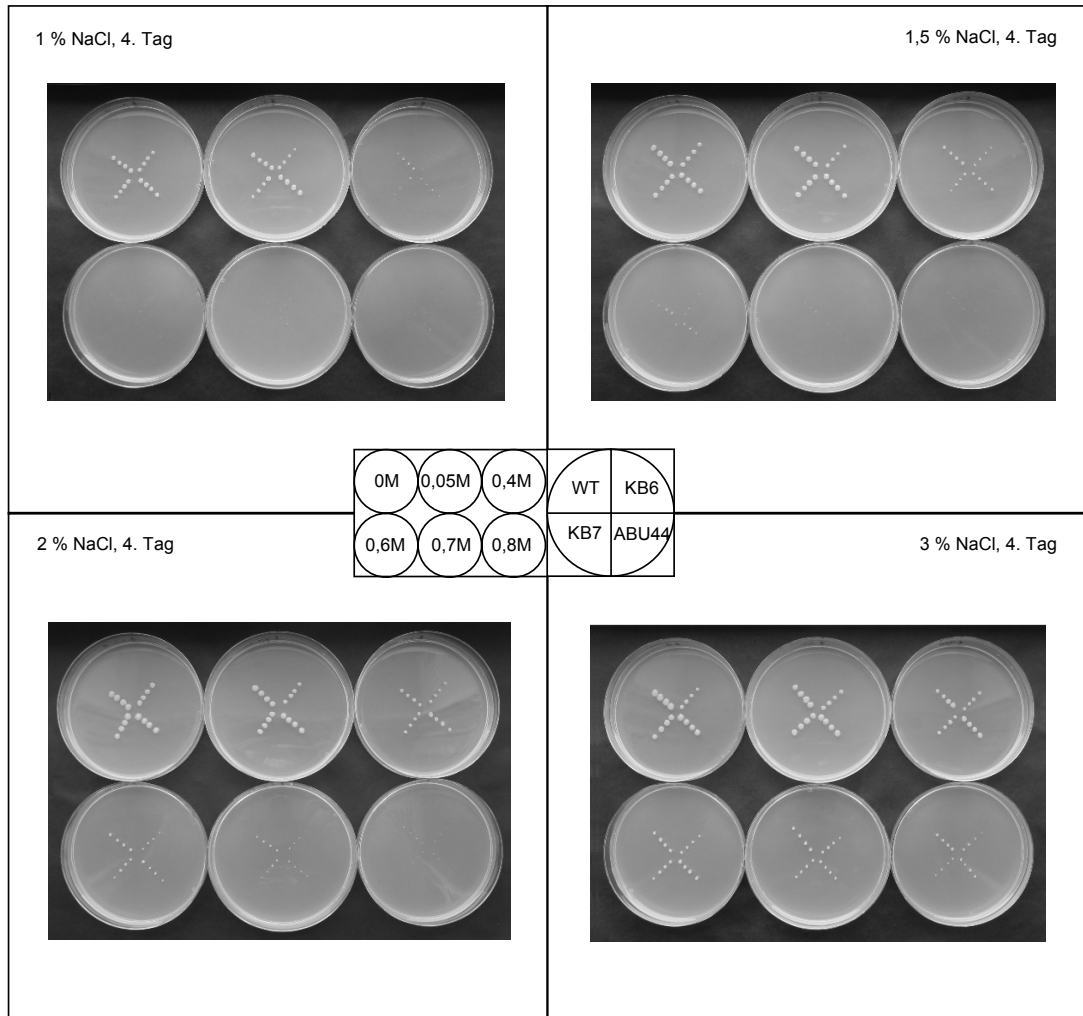 1 % NaCl, 4. Tag
1,5 % NaCl, 4. Tag
0M 0,05M 0,4M WT KB6
0,6M 0,7M 0,8M KB7 ABU44
2 % NaCl, 4. Tag
3 % NaCl, 4. Tag